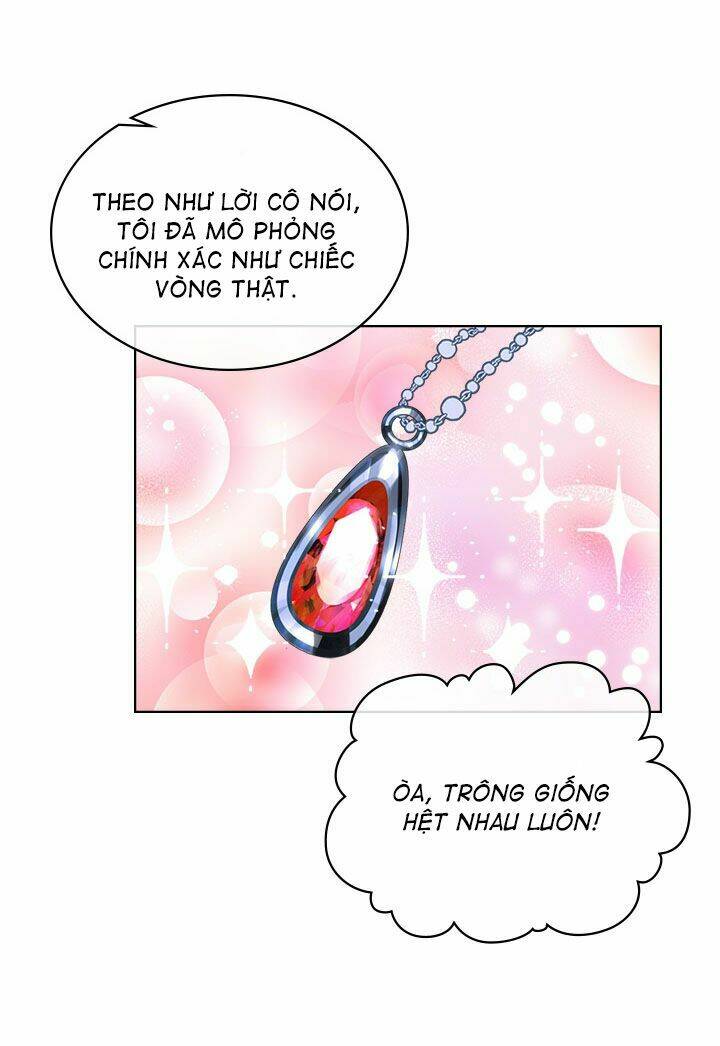 THEO NHƯ LỜI CÔ NÓI,
TÔI ĐÃ MÔ PHỎNG
CHÍNH XÁC NHƯ CHIẾC
VÒNG THẬT.
ÒA, TRÔNG GIỐNG
HỆT NHAU LUÔN!